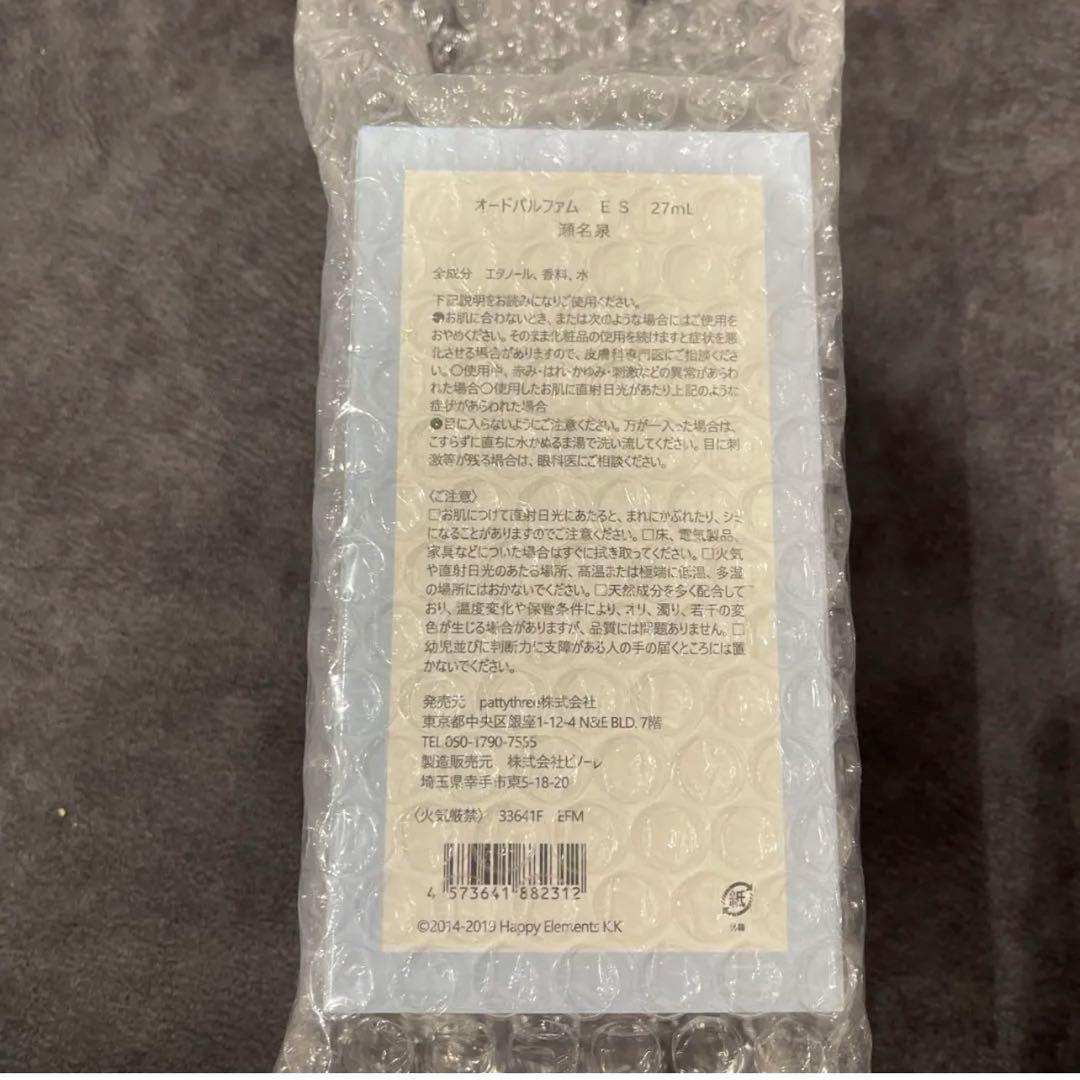 オードパルファム　ＥＳ　27mL
瀬名泉
全成分　エタノール、香料、水
下記説明をお読みになりご使用ください。
●お肌に合わないとき、または次のような場合にはご使用を
おやめください。そのまま化粧品の使用を続けますと症状を悪
化させる場合がありますので、皮膚科専門医にご相談くださ
い。〇使用中、赤み・はれ・かゆみ・刺激などの異常があらわ
れた場合〇使用したお肌に直射日光があたり上記のような
症状があらわれた場合
●目に入らないようにご注意ください。万が一入った場合は、
こすらずに直ちに水かぬるま湯で洗い流してください。目に刺
激等が残る場合は、眼科医にご相談ください。
〈ご注意〉
□お肌につけて直射日光にあたると、まれにかぶれたり、シミ
になることがありますのでご注意ください。□床、電気製品、
家具などについた場合はすぐに拭き取ってください。□火気
や直射日光のあたる場所、高温または極端に低温、多湿
の場所にはおかないでください。□天然成分を多く配合して
おり、温度変化や保管条件により、オリ、濁り、若干の変
色が生じる場合がありますが、品質には問題ありません。□
幼児並びに判断力に支障がある人の手の届くところには置
かないでください。
発売元　pattythree株式会社
東京都中央区銀座1-12-4 N&E BLD. 7階
TEL 050-1790-7555
製造販売元　株式会社ピノーレ
埼玉県幸手市東5-18-20
〈火気厳禁〉　33641F　EFM
4 573641 882312
紙
外箱
©2014-2019 Happy Elements K.K